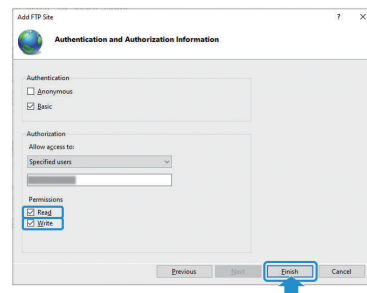 Add FTP Site
? X
Authentication and Authorization Information
Authentication
Anonymous
Basic
Authorization
Allow access to:
Specified users
Permissions
Read
Write
Previous Next Finish Cancel